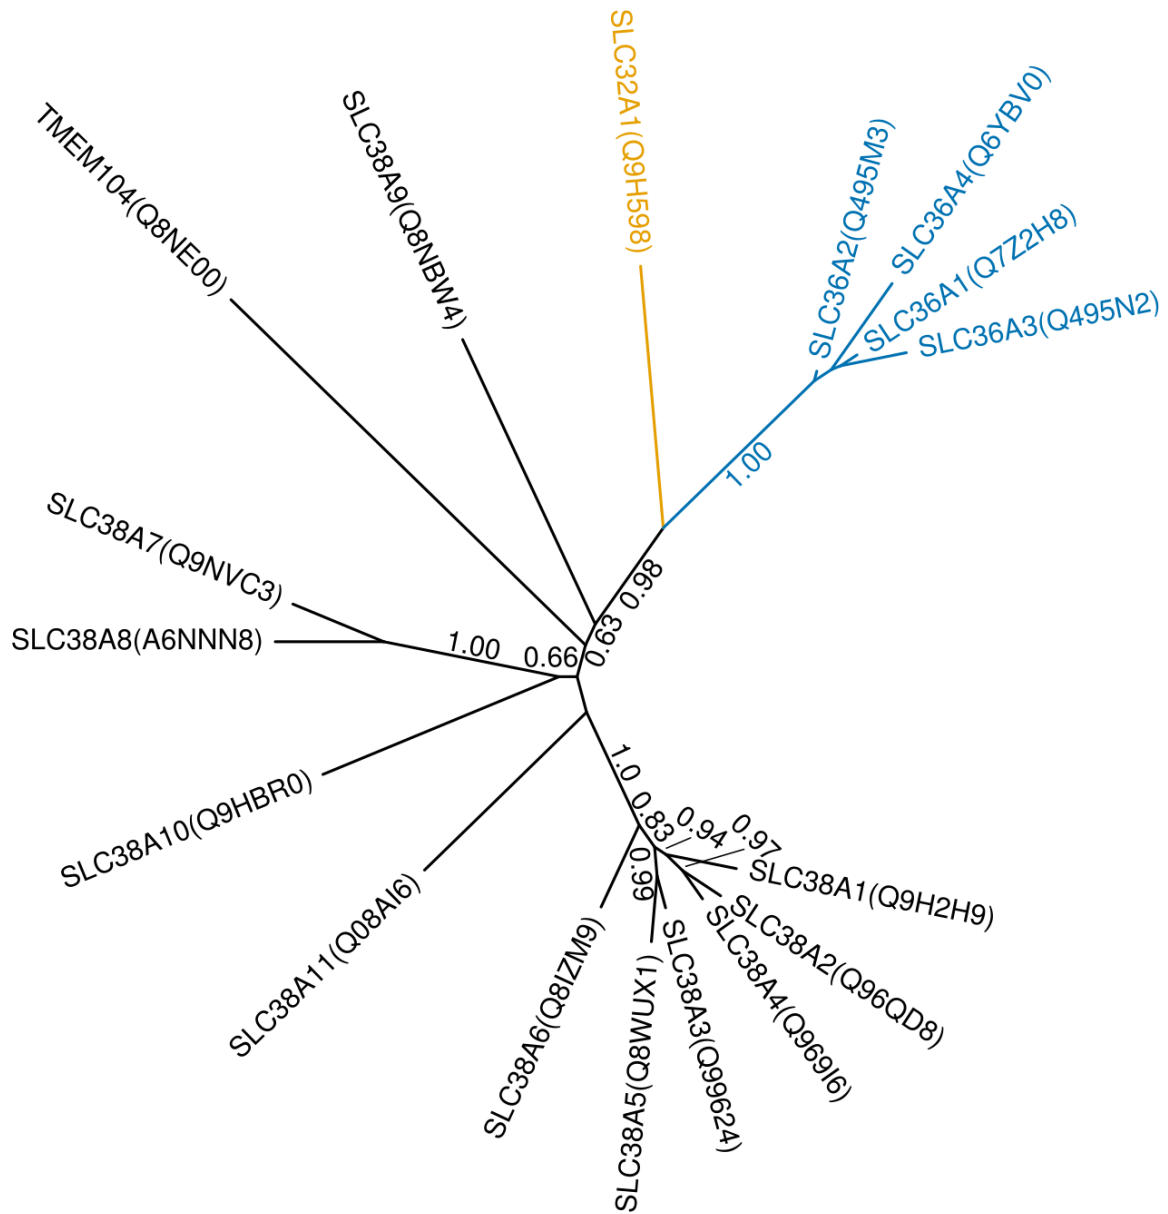 SLC32A1(Q9H598)
SLC36A2(Q495M3)
SLC36A4(Q6YBV0)
SLC36A1(Q7Z2H8)
SLC36A3(Q495N2)
TMEM104(Q8NE00)
SLC38A9(Q8NBW4)
1.00
0.98
0.63
SLC38A7(Q9NVC3)
SLC38A8(A6NNN8)
1.00
0.66
SLC38A10(Q9HBR0)
SLC38A11(Q08AI6)
1.0
0.83
0.94
0.97
0.99
SLC38A1(Q9H2H9)
SLC38A2(Q96QD8)
SLC38A4(Q969I6)
SLC38A3(Q99624)
SLC38A5(Q8WUX1)
SLC38A6(Q8IZM9)